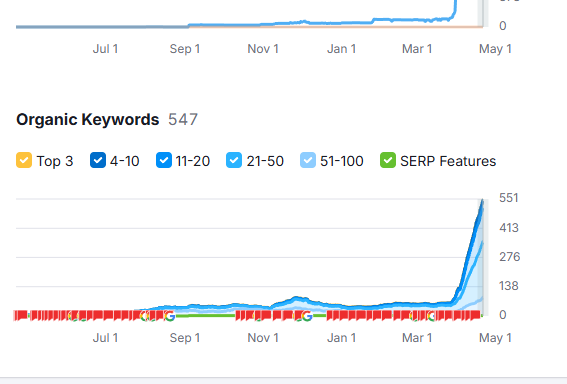 0
Jul 1 Sep 1 Nov 1 Jan 1 Mar 1 May 1
Organic Keywords 547
Top 3 4-10 11-20 21-50 51-100 SERP Features
551
413
276
138
0
Jul 1 Sep 1 Nov 1 Jan 1 Mar 1 May 1